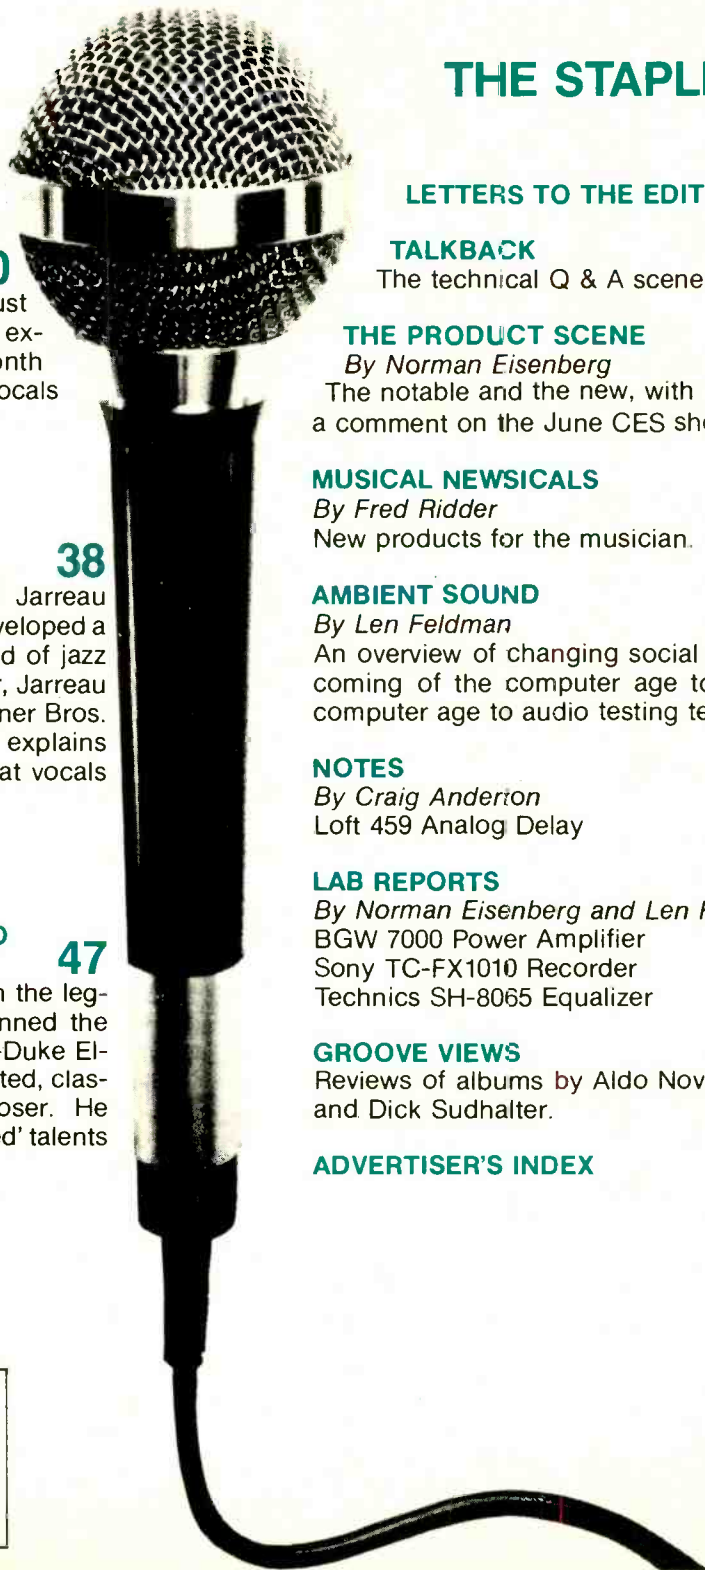 0
ust
ex-
onth
ocals
38
Jarreau
veloped a
d of jazz
, Jarreau
ner Bros.
explains
at vocals
47
n the leg-
nned the
-Duke El-
ted, clas-
oser. He
ed' talents
THE STAPL
LETTERS TO THE EDIT
TALKBACK
The technical Q & A scene
THE PRODUCT SCENE
By Norman Eisenberg
The notable and the new, with
a comment on the June CES sh
MUSICAL NEWSICALS
By Fred Ridder
New products for the musician.
AMBIENT SOUND
By Len Feldman
An overview of changing social
coming of the computer age to
computer age to audio testing te
NOTES
By Craig Anderton
Loft 459 Analog Delay
LAB REPORTS
By Norman Eisenberg and Len
BGW 7000 Power Amplifier
Sony TC-FX1010 Recorder
Technics SH-8065 Equalizer
GROOVE VIEWS
Reviews of albums by Aldo Nov
and Dick Sudhalter.
ADVERTISER'S INDEX